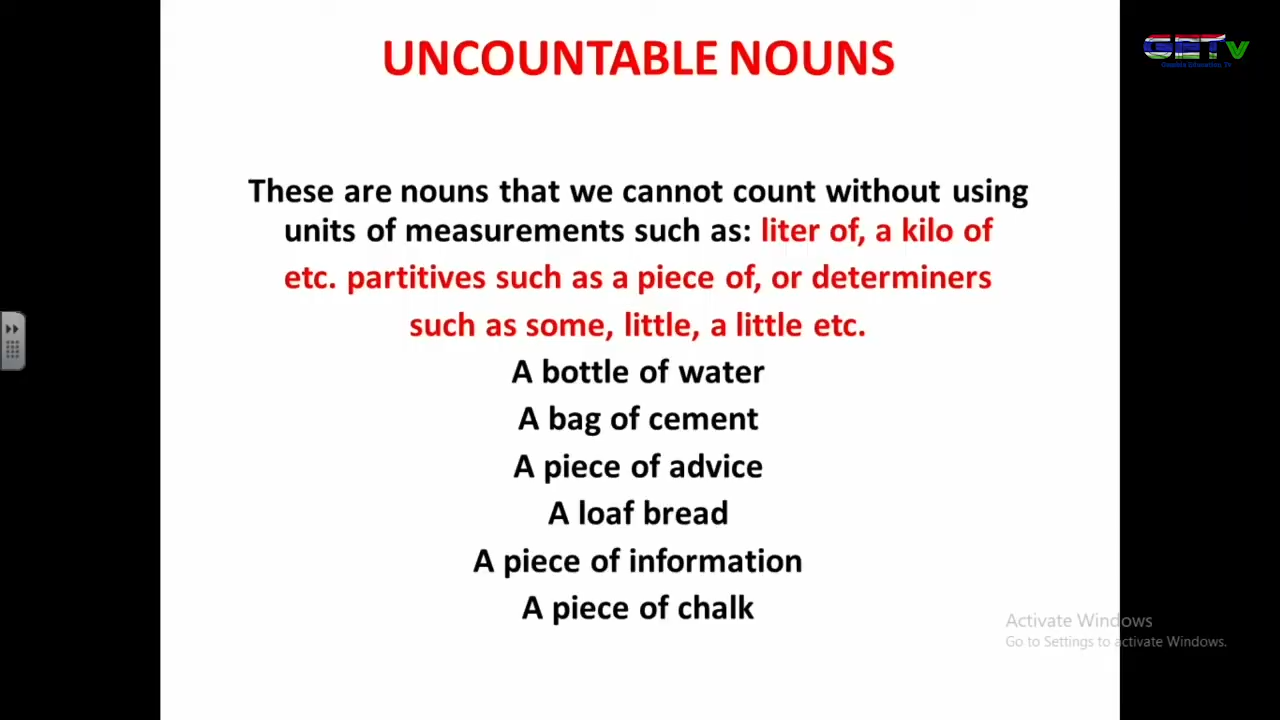 UNCOUNTABLE NOUNS
GETv
Gambia Education Tv
These are nouns that we cannot count without using
units of measurements such as: liter of, a kilo of
etc. partitives such as a piece of, or determiners
such as some, little, a little etc.
A bottle of water
A bag of cement
A piece of advice
A loaf bread
A piece of information
A piece of chalk
Activate Windows
Go to Settings to activate Windows.